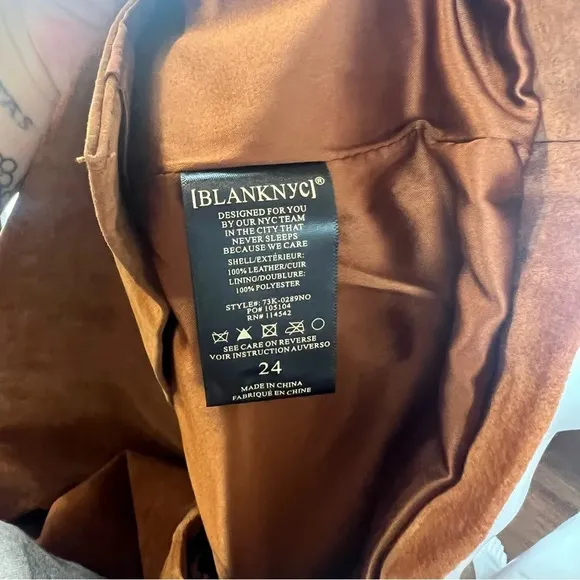 [BLANKNYC]®
DESIGNED FOR YOU
BY OUR NYC TEAM
IN THE CITY THAT
NEVER SLEEPS
BECAUSE WE CARE
SHELL/EXTÉRIEUR:
100% LEATHER/CUIR
LINING/DOUBLURE:
100% POLYESTER
STYLE#: 73K-0289NO
PO# 105104
RN# 114542
SEE CARE ON REVERSE
VOIR INSTRUCTION AUVERSO
24
MADE IN CHINA
FABRIQUÉ EN CHINE